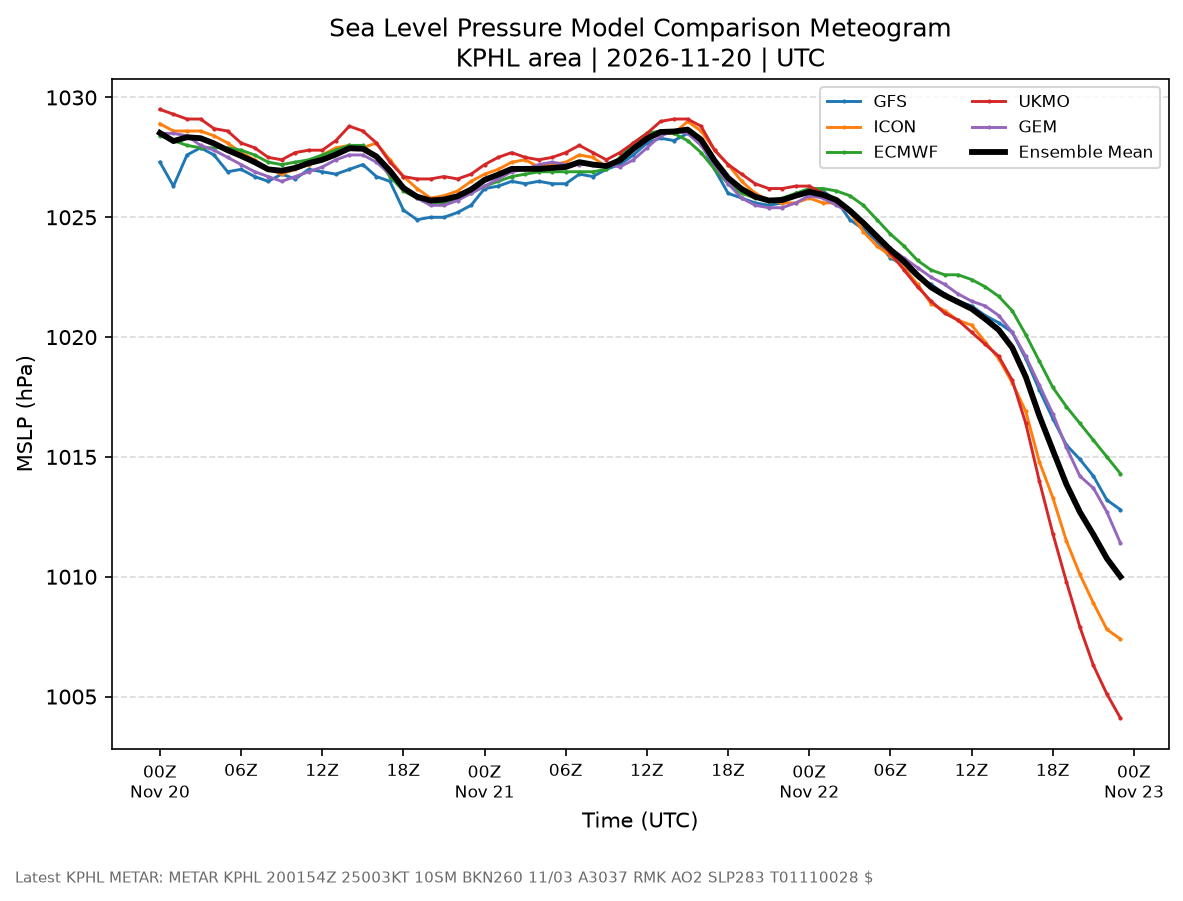 Sea Level Pressure Model Comparison Meteogram
KPHL area | 2026-11-20 | UTC
GFS
ICON
ECMWF
UKMO
GEM
Ensemble Mean
MSLP (hPa)
1030
1025
1020
1015
1010
1005
00Z 06Z 12Z 18Z 00Z 06Z 12Z 18Z 00Z 06Z 12Z 18Z 00Z
Nov 20 Nov 21 Nov 22 Nov 23
Time (UTC)
Latest KPHL METAR: METAR KPHL 200154Z 25003KT 10SM BKN260 11/03 A3037 RMK AO2 SLP283 T01110028 $